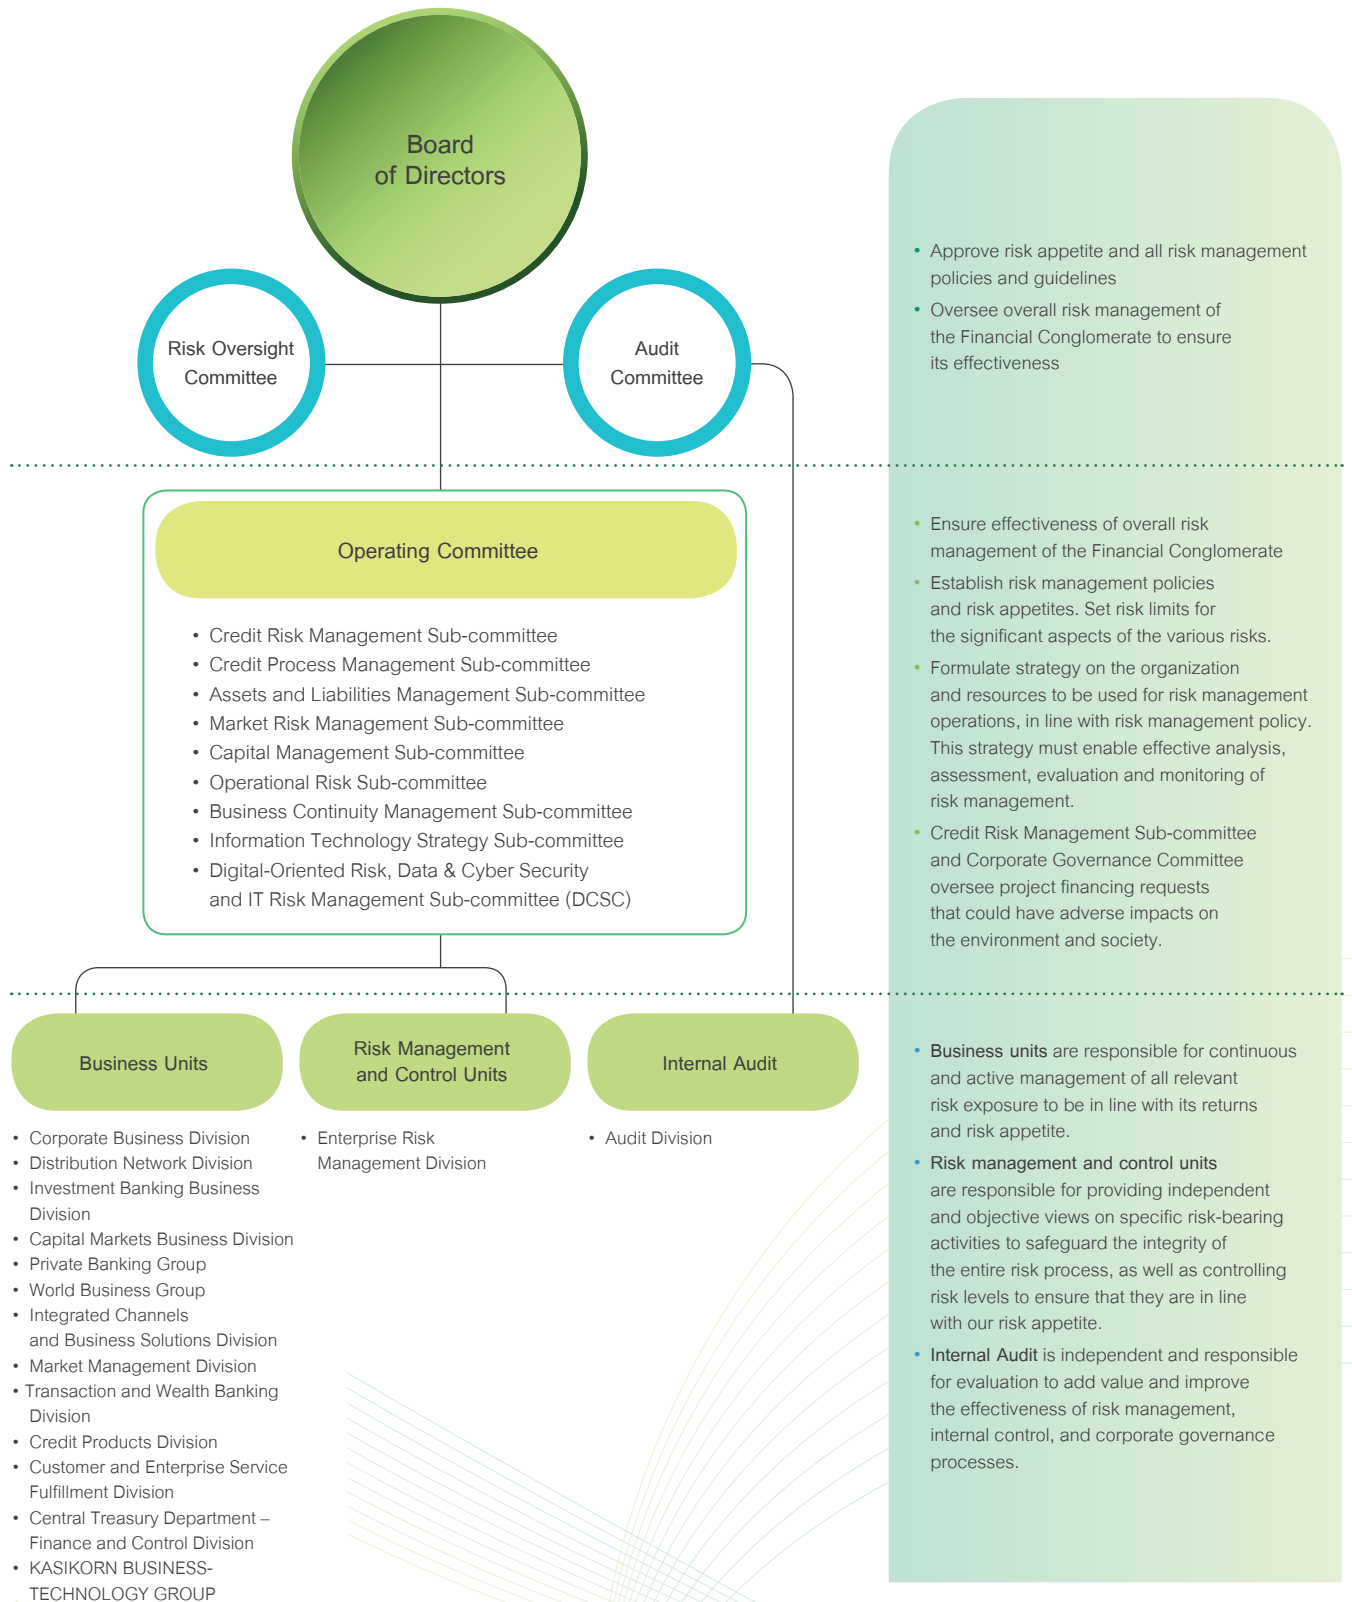 Board
of Directors
Risk Oversight
Committee
Audit
Committee
• Approve risk appetite and all risk management
policies and guidelines
• Oversee overall risk management of
the Financial Conglomerate to ensure
its effectiveness
Operating Committee
• Credit Risk Management Sub-committee
• Credit Process Management Sub-committee
• Assets and Liabilities Management Sub-committee
• Market Risk Management Sub-committee
• Capital Management Sub-committee
• Operational Risk Sub-committee
• Business Continuity Management Sub-committee
• Information Technology Strategy Sub-committee
• Digital-Oriented Risk, Data & Cyber Security
and IT Risk Management Sub-committee (DCSC)
• Ensure effectiveness of overall risk
management of the Financial Conglomerate
• Establish risk management policies
and risk appetites. Set risk limits for
the significant aspects of the various risks.
• Formulate strategy on the organization
and resources to be used for risk management
operations, in line with risk management policy.
This strategy must enable effective analysis,
assessment, evaluation and monitoring of
risk management.
• Credit Risk Management Sub-committee
and Corporate Governance Committee
oversee project financing requests
that could have adverse impacts on
the environment and society.
Business Units
• Corporate Business Division
• Distribution Network Division
• Investment Banking Business
Division
• Capital Markets Business Division
• Private Banking Group
• World Business Group
• Integrated Channels
and Business Solutions Division
• Market Management Division
• Transaction and Wealth Banking
Division
• Credit Products Division
• Customer and Enterprise Service
Fulfillment Division
• Central Treasury Department –
Finance and Control Division
• KASIKORN BUSINESS-
TECHNOLOGY GROUP
Risk Management
and Control Units
• Enterprise Risk
Management Division
Internal Audit
• Audit Division
• Business units are responsible for continuous
and active management of all relevant
risk exposure to be in line with its returns
and risk appetite.
• Risk management and control units
are responsible for providing independent
and objective views on specific risk-bearing
activities to safeguard the integrity of
the entire risk process, as well as controlling
risk levels to ensure that they are in line
with our risk appetite.
• Internal Audit is independent and responsible
for evaluation to add value and improve
the effectiveness of risk management,
internal control, and corporate governance
processes.